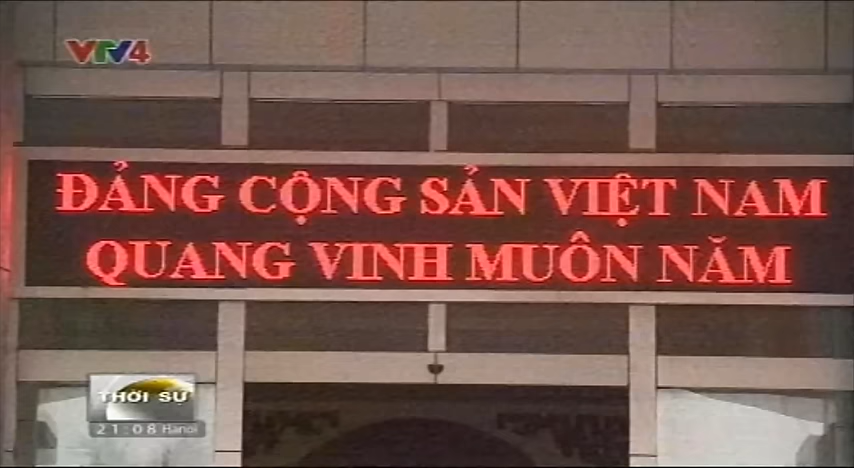 VTV4
ĐẢNG CỘNG SẢN VIỆT NAM
QUANG VINH MUÔN NĂM
THỜI SỰ
21:08 Hanoi